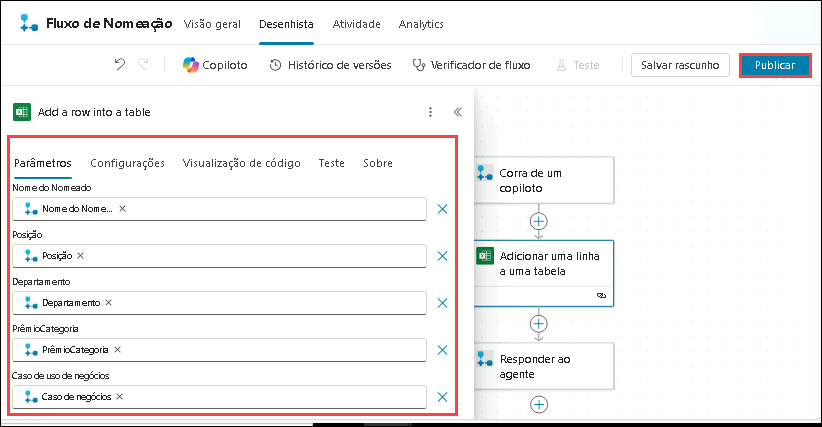 Fluxo de Nomeação
Visão geral
Desenhista
Atividade
Analytics
Copiloto
Histórico de versões
Verificador de fluxo
Teste
Salvar rascunho
Publicar
Add a row into a table
Parâmetros
Configurações
Visualização de código
Teste
Sobre
Nome do Nomeado
Nome do Nome...
Posição
Posição
Departamento
Departamento
PrêmioCategoria
PrêmioCategoria
Caso de uso de negócios
Caso de negócios
Corra de um
copiloto
Adicionar uma linha
a uma tabela
Responder ao
agente